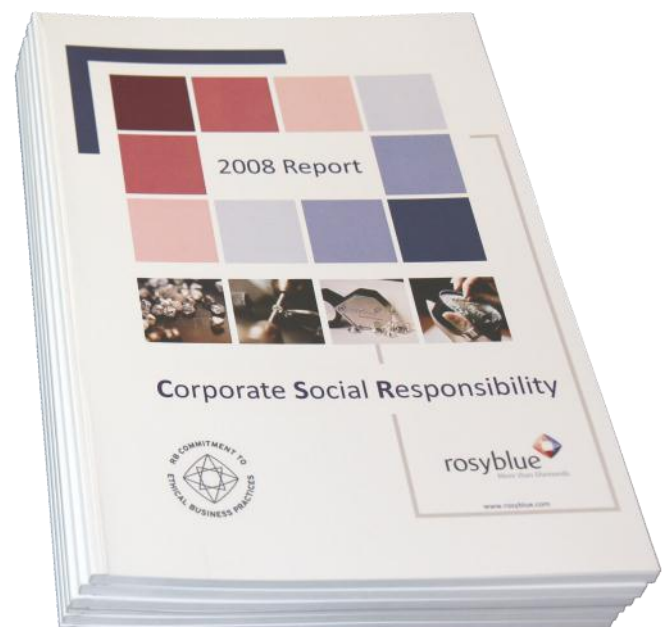 2008 Report
Corporate Social Responsibility
RB COMMITMENT TO
ETHICAL BUSINESS PRACTICES
rosyblue
More than Diamonds
www.rosyblue.com